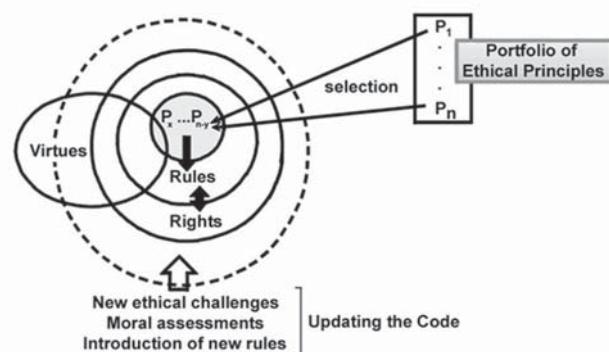 P1
.
.
.
Pn
Portfolio of
Ethical Principles
selection
Px ...Pn-y
Virtues
Rules
Rights
New ethical challenges
Moral assessments
Introduction of new rules
Updating the Code